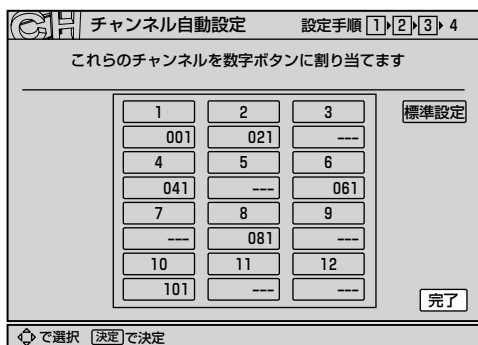 CH チャンネル自動設定 設定手順 1 2 3 4
これらのチャンネルを数字ボタンに割り当てます
1 2 3 標準設定
001 021 ---
4 5 6
041 --- 061
7 8 9
--- 081 ---
10 11 12
101 --- ---
完了
で選択 決定で決定